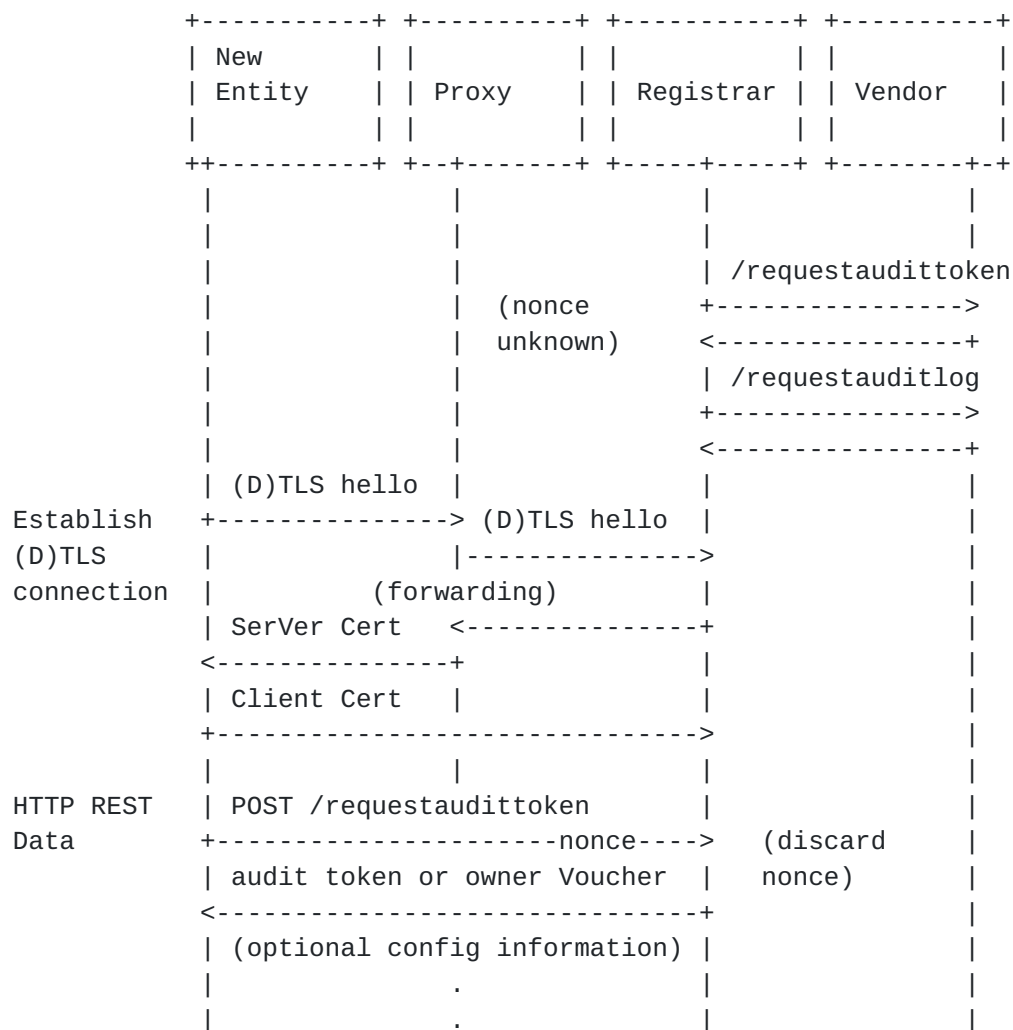 +-----------+ +----------+ +-----------+ +----------+
| New       | |          | |           | |          |
| Entity    | | Proxy    | | Registrar | | Vendor   |
|           | |          | |           | |          |
++----------+ +--+-------+ +-----+-----+ +--------+-+
|               |               |                |
|               |               |                |
|               |               | /requestaudittoken
|               |  (nonce       +---------------->
|               |  unknown)     <----------------+
|               |               | /requestauditlog
|               |               +---------------->
|               |               <----------------+
| (D)TLS hello  |               |                |
Establish   +---------------> (D)TLS hello  |                |
(D)TLS      |               |--------------->                |
connection  |          (forwarding)         |                |
| SerVer Cert   <---------------+                |
<---------------+               |                |
| Client Cert   |               |                |
+------------------------------->                |
|               |               |                |
HTTP REST   | POST /requestaudittoken       |                |
Data        +----------------------nonce---->   (discard     |
| audit token or owner Voucher  |   nonce)       |
<-------------------------------+                |
| (optional config information) |                |
|               .               |                |
|               .               |                |